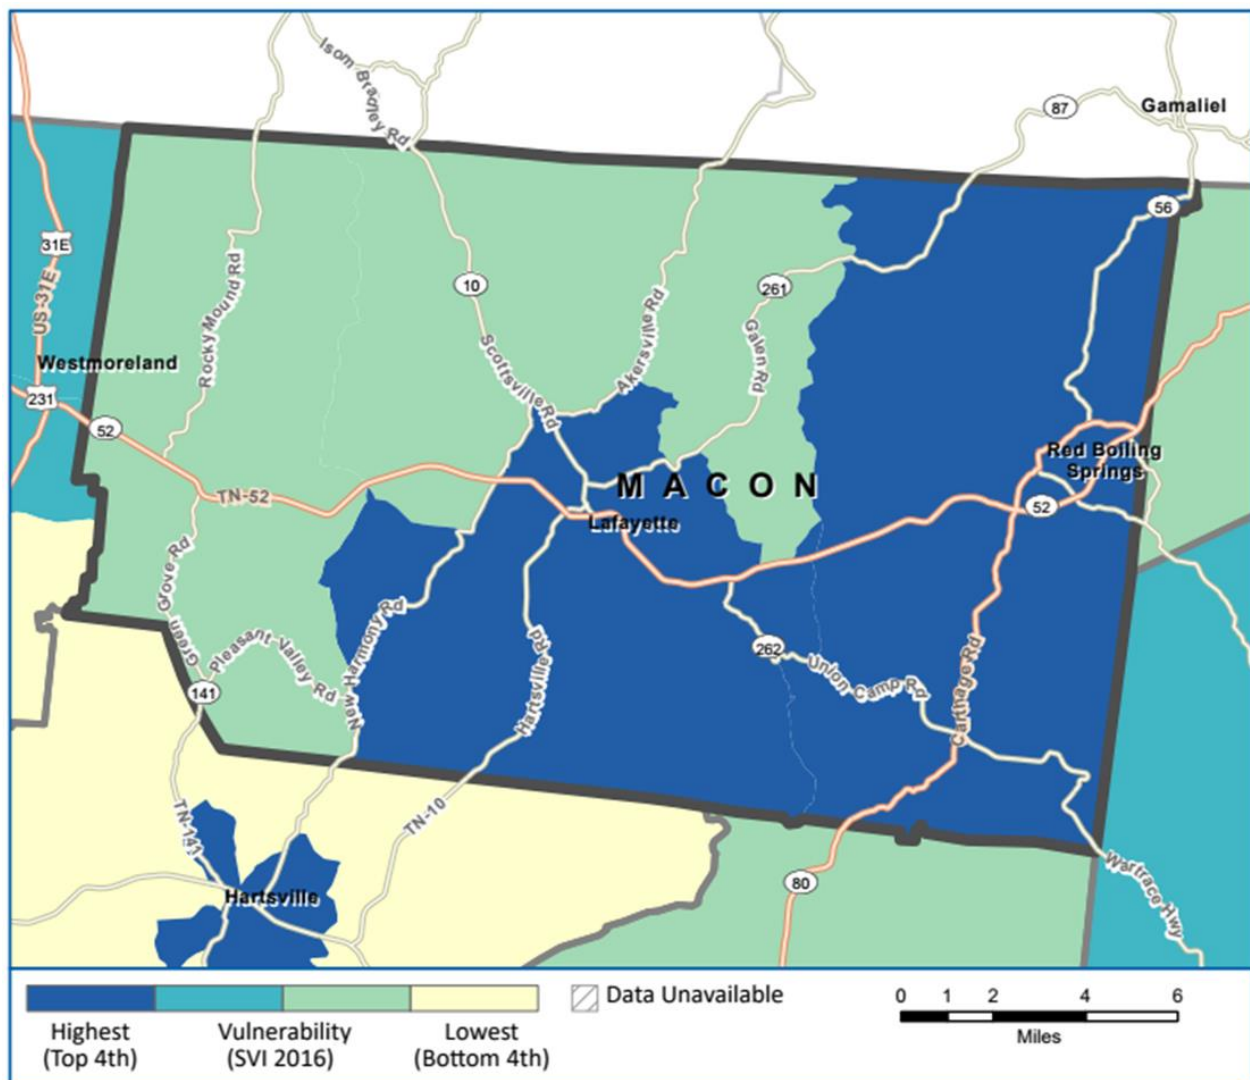 Isom Bradley Rd
87
Gamaliel
56
31E
US-31E
Rocky Mound Rd
10
261
Scottsville Rd
Akersville Rd
Galen Rd
Westmoreland
231
52
TN-52
MACON
Lafayette
Red Boiling
Springs
52
Green Grove Rd
Pleasant Valley Rd
New Harmony Rd
Hartsville Rd
262
Union Camp Rd
Carthage Rd
141
TN-141
TN-10
Hartsville
80
Wartrace Hwy
Highest
(Top 4th)
Vulnerability
(SVI 2016)
Lowest
(Bottom 4th)
Data Unavailable
0 1 2 4 6
Miles